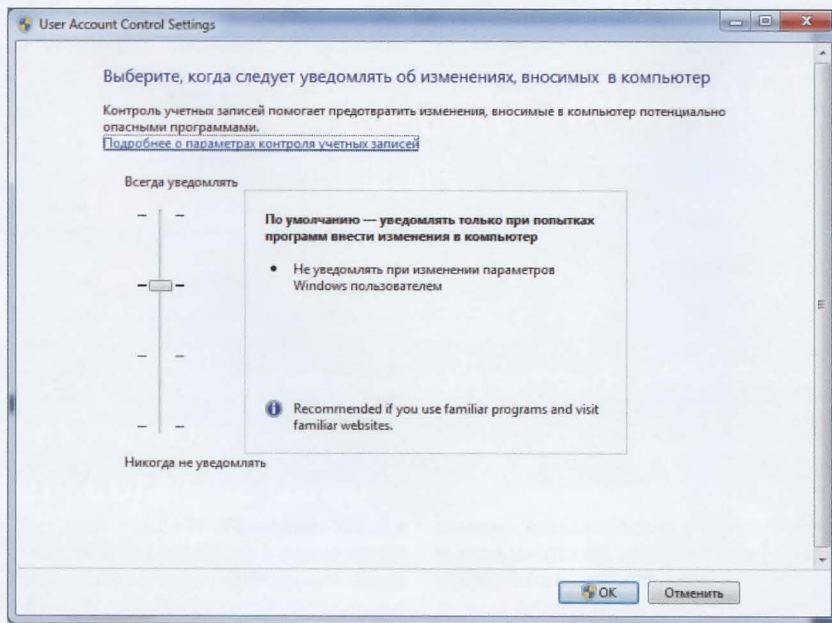 User Account Control Settings
Выберите, когда следует уведомлять об изменениях, вносимых в компьютер
Контроль учетных записей помогает предотвратить изменения, вносимые в компьютер потенциально
опасными программами.
Подробнее о параметрах контроля учетных записей
Всегда уведомлять
По умолчанию — уведомлять только при попытках
программ внести изменения в компьютер
• Не уведомлять при изменении параметров
Windows пользователем
Recommended if you use familiar programs and visit
familiar websites.
Никогда не уведомлять
OK
Отменить